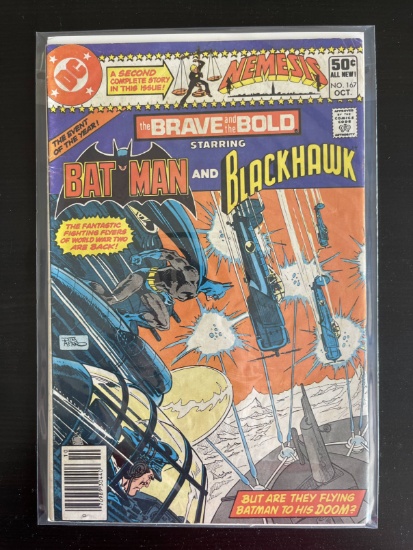 DC
A SECOND
COMPLETE STORY
IN THIS ISSUE!
NEMESIS
50¢
ALL NEW!
NO. 167
OCT.
APPROVED
BY THE
COMICS
CODE
AUTHORITY
THE EVENT
OF THE YEAR!
the BRAVE and the BOLD
STARRING
BATMAN AND BLACKHAWK
THE FANTASTIC
FIGHTING FLYERS
OF WORLD WAR TWO
ARE BACK!
BUT ARE THEY FLYING
BATMAN TO HIS DOOM?